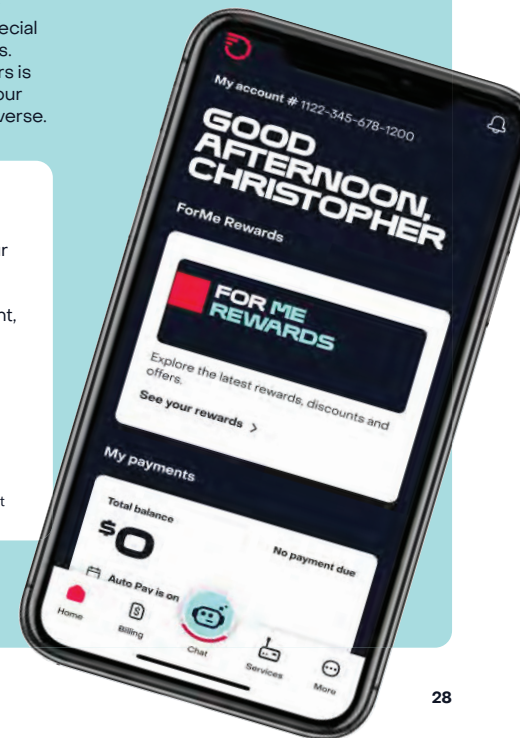 ecial
s.
rs is
our
verse.
ur
nt,
t
My account # 1122-345-678-1200
GOOD
AFTERNOON,
CHRISTOPHER
ForMe Rewards
FOR ME
REWARDS
Explore the latest rewards, discounts and
offers.
See your rewards >
My payments
Total balance
No payment due
$0
Auto Pay is on
Home
Billing
Chat
Services
More
28